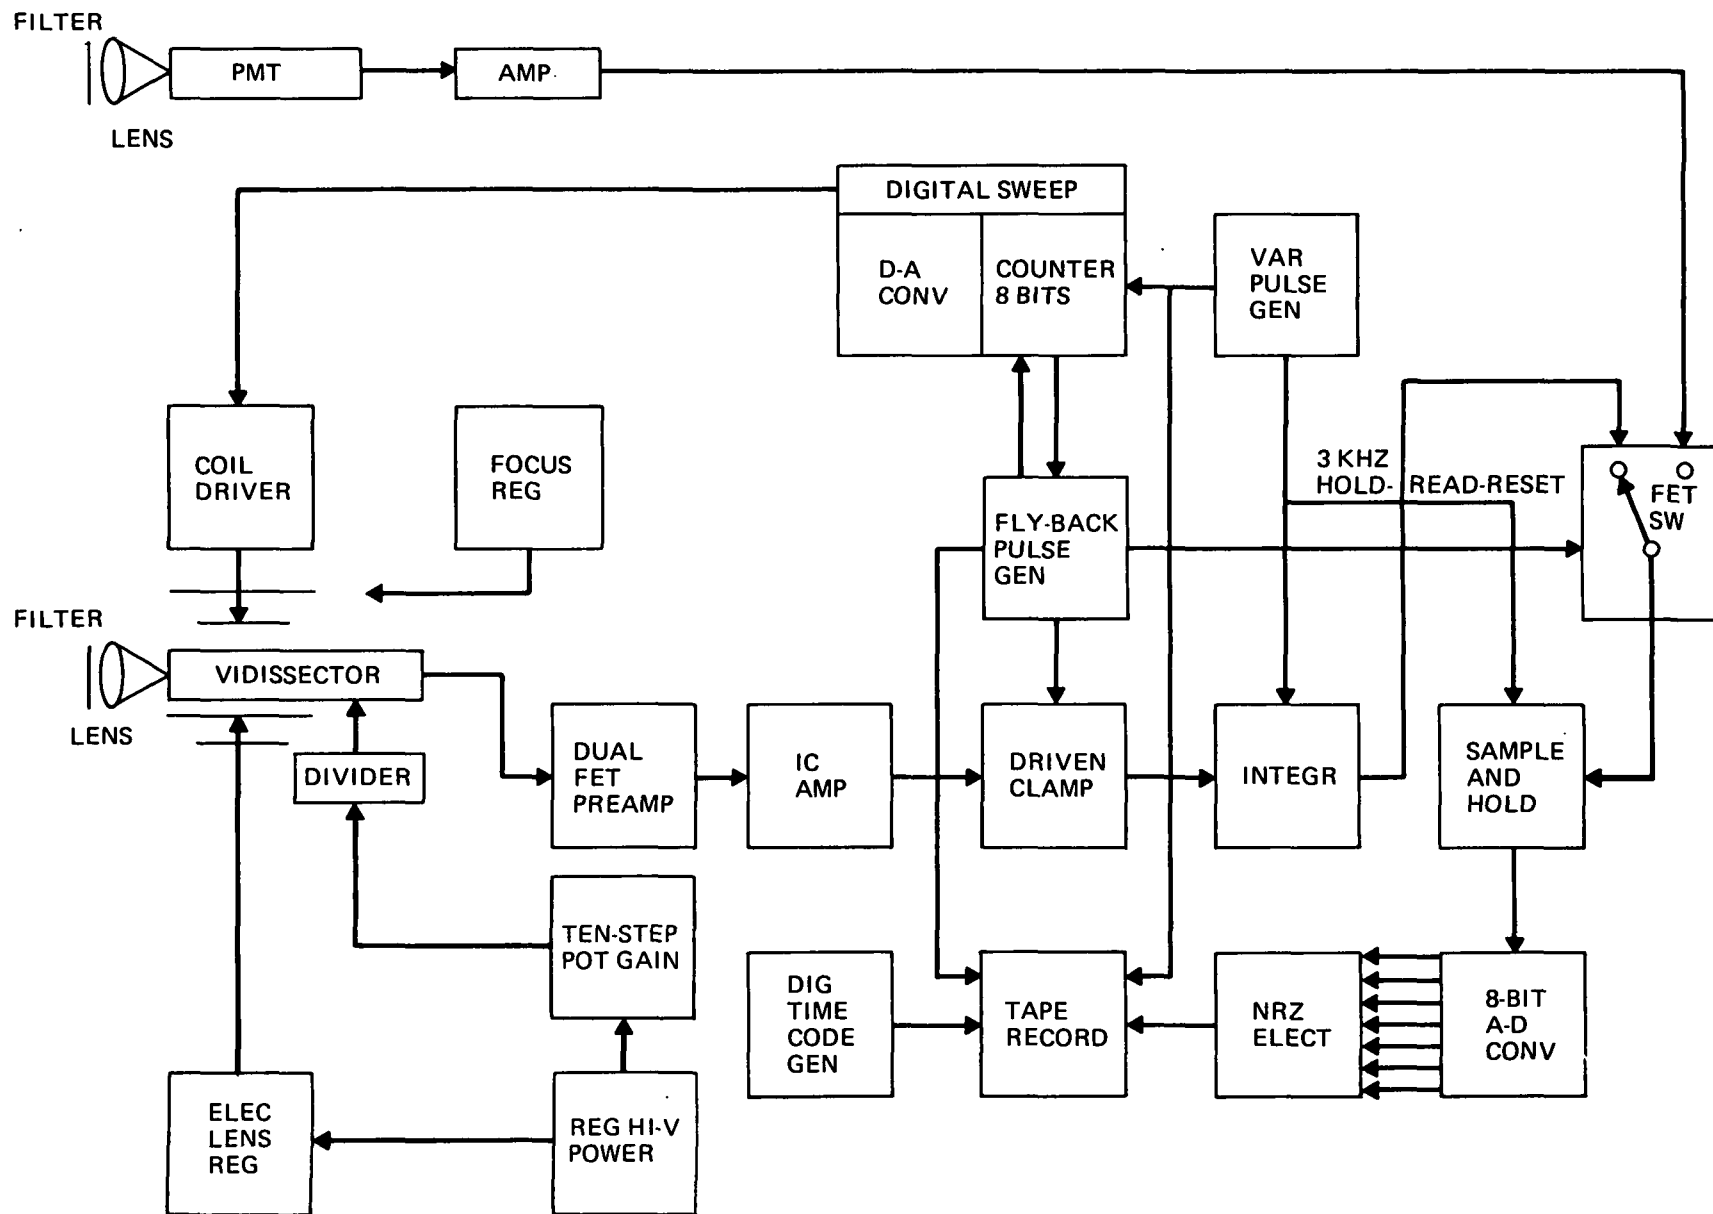 FILTER
PMT
AMP
LENS
DIGITAL SWEEP
D-A
CONV
COUNTER
8 BITS
VAR
PULSE
GEN
COIL
DRIVER
FOCUS
REG
3 KHZ
HOLD- READ-RESET
FET
SW
FLY-BACK
PULSE
GEN
FILTER
VIDISSECTOR
LENS
DIVIDER
DUAL
FET
PREAMP
IC
AMP
DRIVEN
CLAMP
INTEGR
SAMPLE
AND
HOLD
TEN-STEP
POT GAIN
DIG
TIME
CODE
GEN
TAPE
RECORD
NRZ
ELECT
8-BIT
A-D
CONV
ELEC
LENS
REG
REG HI-V
POWER